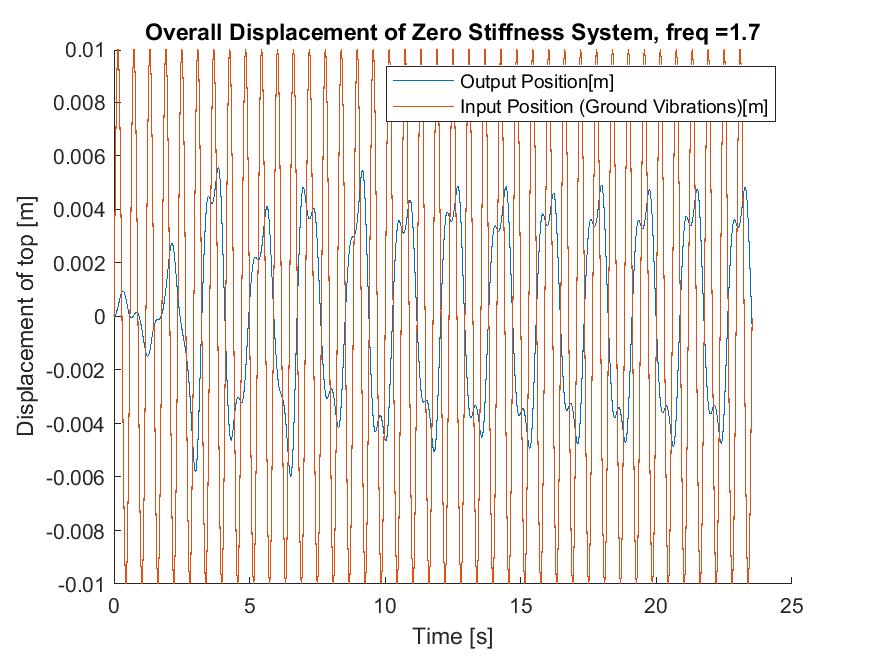 Overall Displacement of Zero Stiffness System, freq =1.7
0.01
0.008
0.006
0.004
0.002
0
-0.002
-0.004
-0.006
-0.008
-0.01
Displacement of top [m]
Output Position[m]
Input Position (Ground Vibrations)[m]
0 5 10 15 20 25
Time [s]